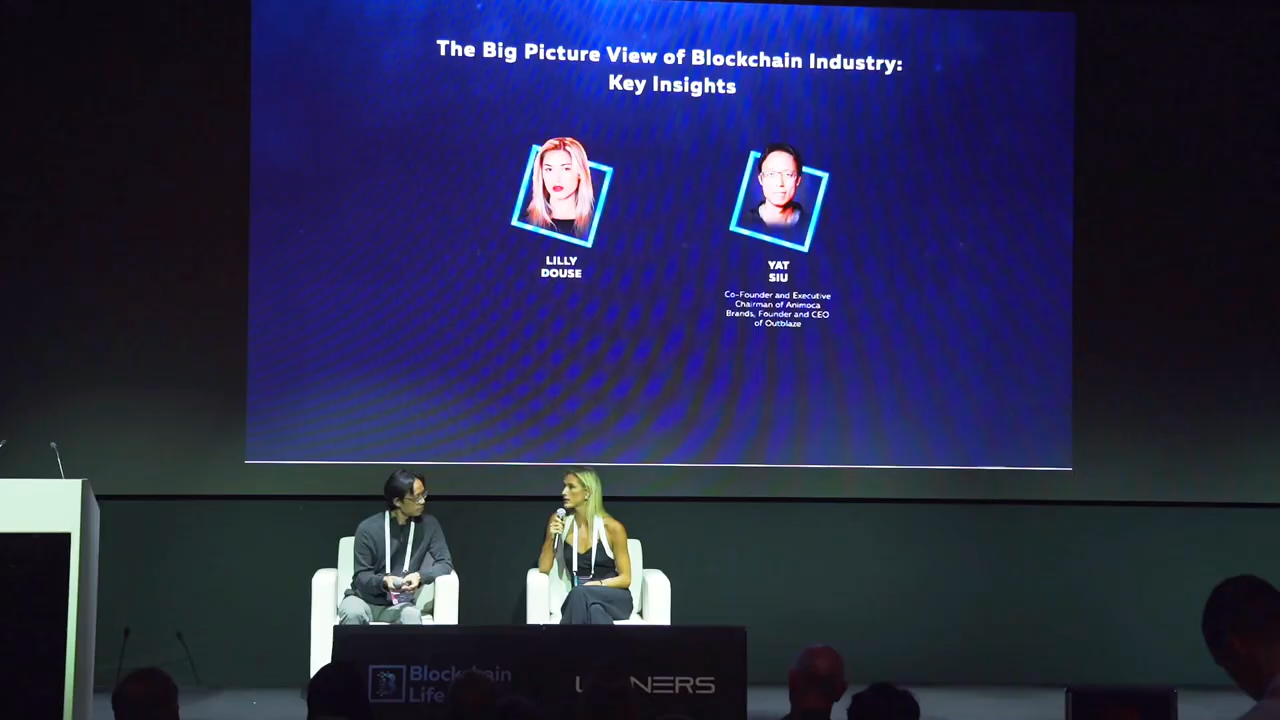 The Big Picture View of Blockchain Industry:
Key Insights
LILLY
DOUSE
YAT
SIU
Co-Founder and Executive
Chairman of Animoca
Brands, Founder and CEO
of Outblaze
Blockchain
Life